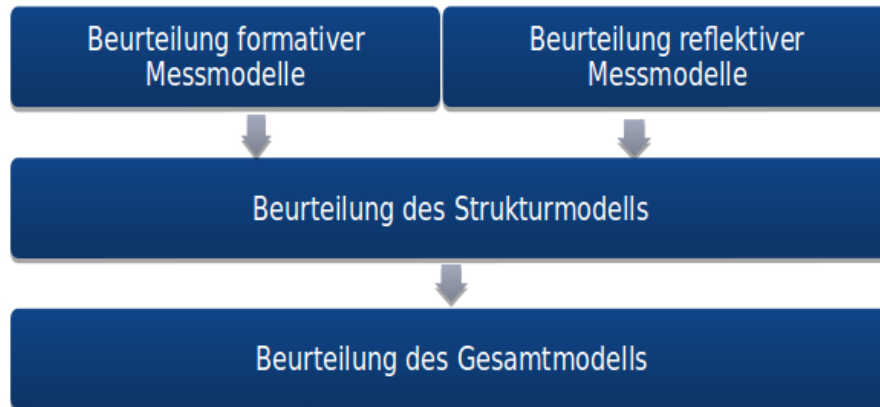 Beurteilung formativer
Messmodelle
Beurteilung reflektiver
Messmodelle
Beurteilung des Strukturmodells
Beurteilung des Gesamtmodells